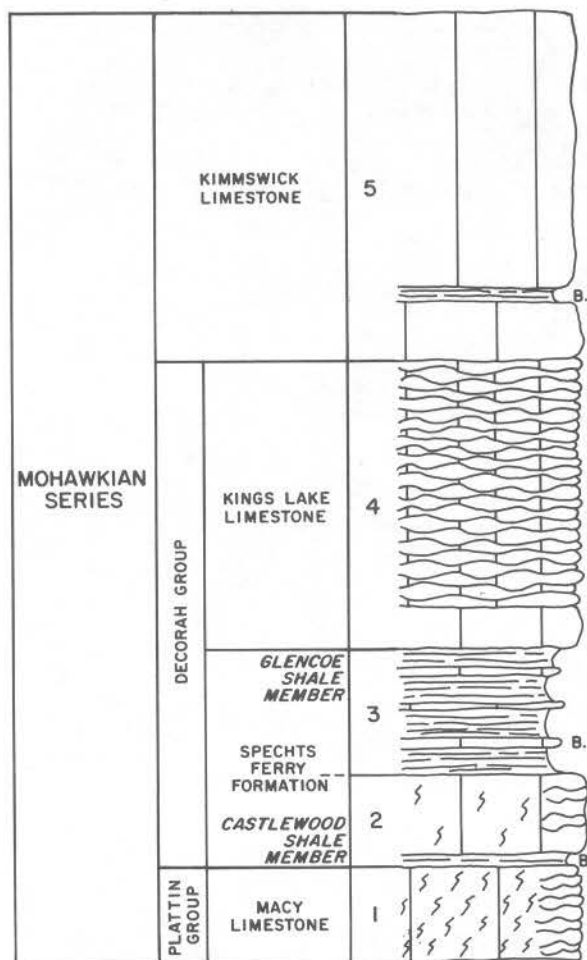 KIMMSWICK
LIMESTONE
5
B.
MOHAWKIAN
SERIES
DECORAH GROUP
KINGS LAKE
LIMESTONE
4
GLENCOE
SHALE
MEMBER
3
B.
SPECHTS
FERRY
FORMATION
2
CASTLEWOOD
SHALE
MEMBER
B
PLATTIN
GROUP
MACY
LIMESTONE
1